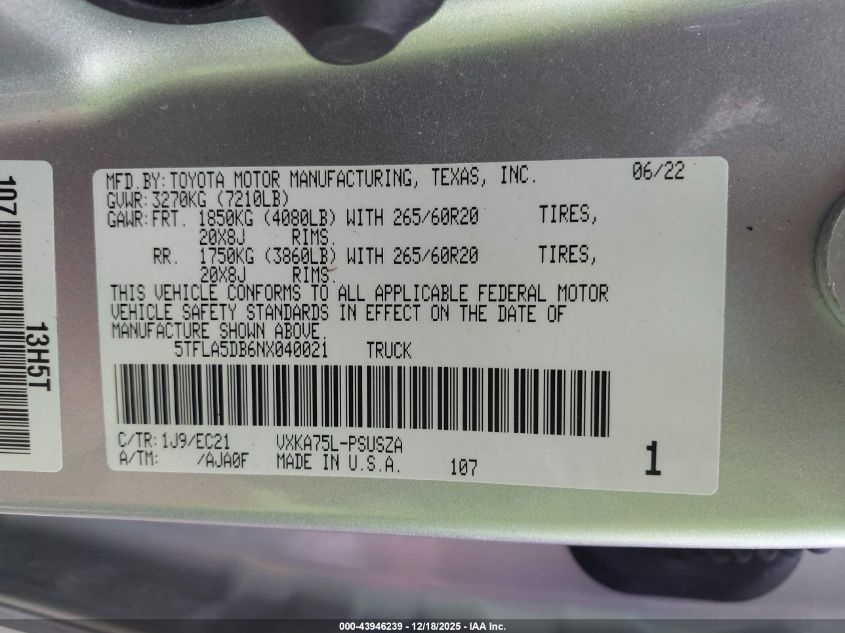 107
13H5T
MFD.BY:TOYOTA MOTOR MANUFACTURING, TEXAS, INC. 06/22
GVWR:3270KG (7210LB)
GAWR:FRT. 1850KG (4080LB) WITH 265/60R20 TIRES,
20X8J RIMS.
RR. 1750KG (3860LB) WITH 265/60R20 TIRES,
20X8J RIMS.
THIS VEHICLE CONFORMS TO ALL APPLICABLE FEDERAL MOTOR
VEHICLE SAFETY STANDARDS IN EFFECT ON THE DATE OF
MANUFACTURE SHOWN ABOVE.
5TFLA5DB6NX040021 TRUCK
C/TR:1J9/EC21 VXKA75L-PSUSZA
A/TM: /AJA0F MADE IN U.S.A. 107 1
000-43946239 - 12/18/2025 - IAA Inc.